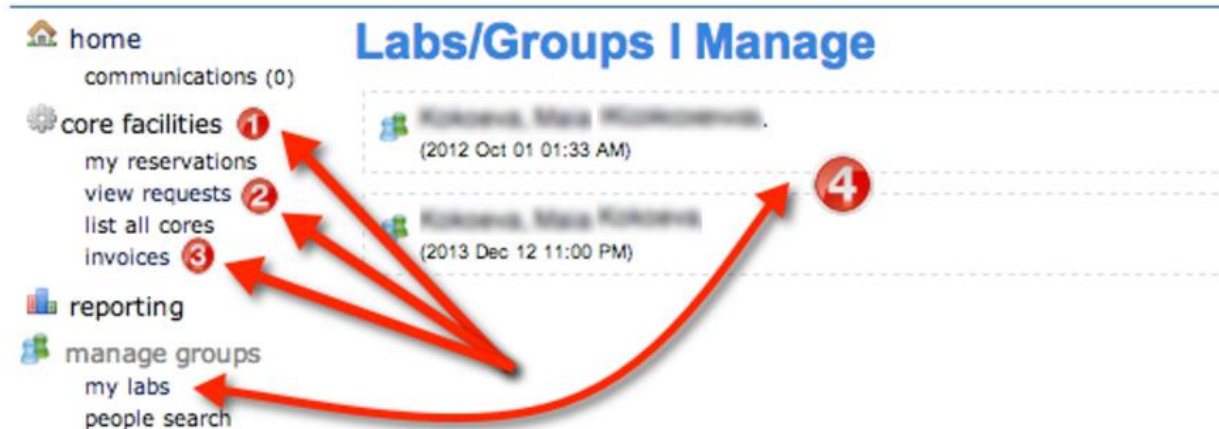 home
communications (0)
core facilities 1
my reservations
view requests 2
list all cores
invoices 3
reporting
manage groups
my labs
people search
Labs/Groups I Manage
(2012 Oct 01 01:33 AM)
4
(2013 Dec 12 11:00 PM)